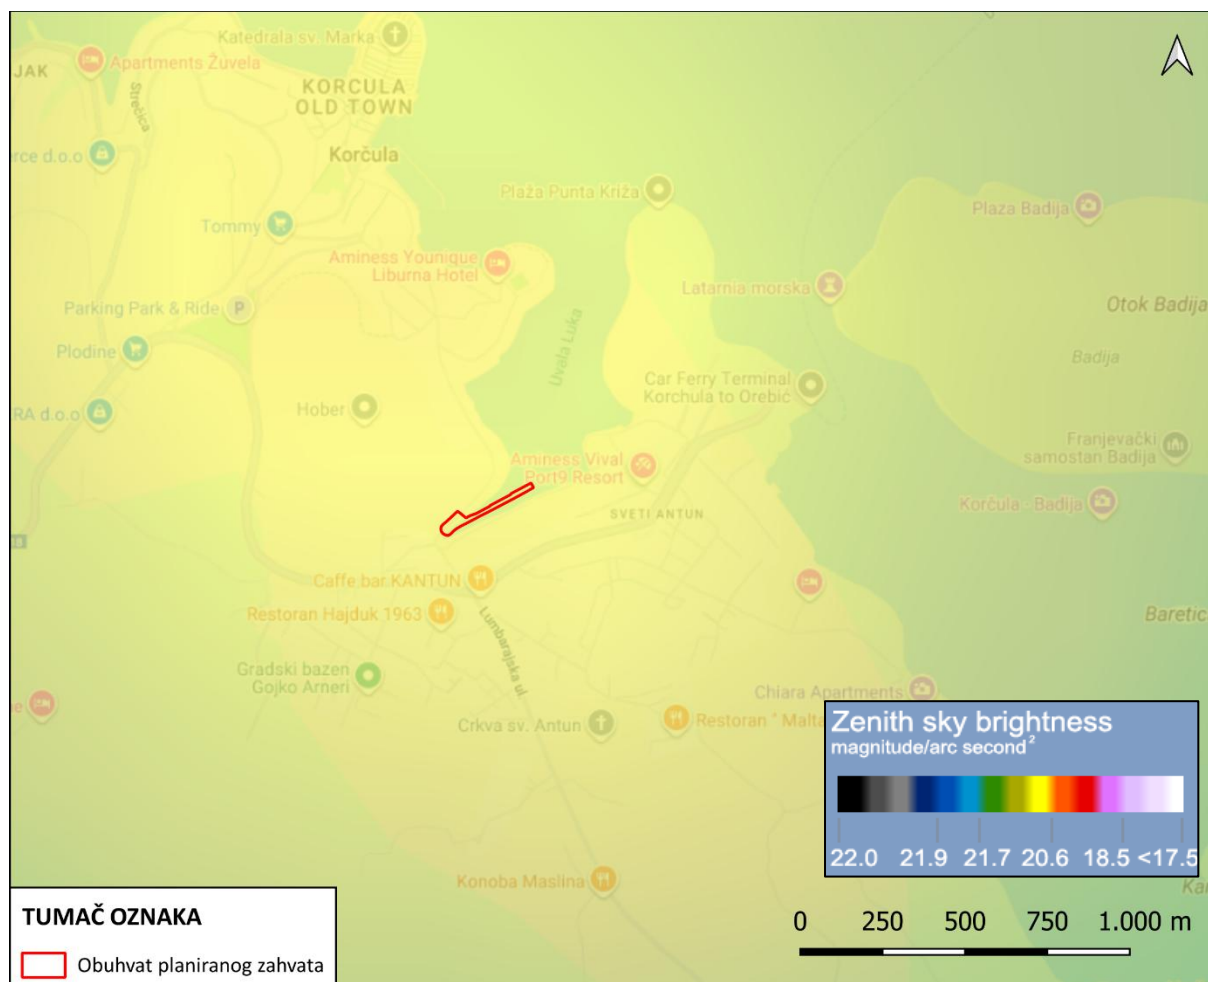 Katedrala sv. Marka
JAK
Apartments Žuvela
KORCULA
OLD TOWN
Strečica
rce d.o.o
Korčula
Plaža Punta Križa
Plaza Badija
Tommy
Aminess Younique
Liburna Hotel
Latarnia morska
Parking Park & Ride
P
Otok Badija
Uvala Luka
Plodine
Badija
Car Ferry Terminal
Korchula to Orebić
Hober
RA d.o.o
Franjevački
samostan Badija
Aminess Vival
Port9 Resort
Korčula - Badija
SVETI ANTUN
Caffe bar KANTUN
Restoran Hajduk 1963
Lumbarajska ul.
Baretic
Gradski bazen
Gojko Arneri
Chiara Apartments
Crkva sv. Antun
Restoran " Malta
Zenith sky brightness
magnitude/arc second²
22.0 21.9 21.7 20.6 18.5 <17.5
Konoba Maslina
Ka
TUMAČ OZNAKA
0 250 500 750 1.000 m
Obuhvat planiranog zahvata